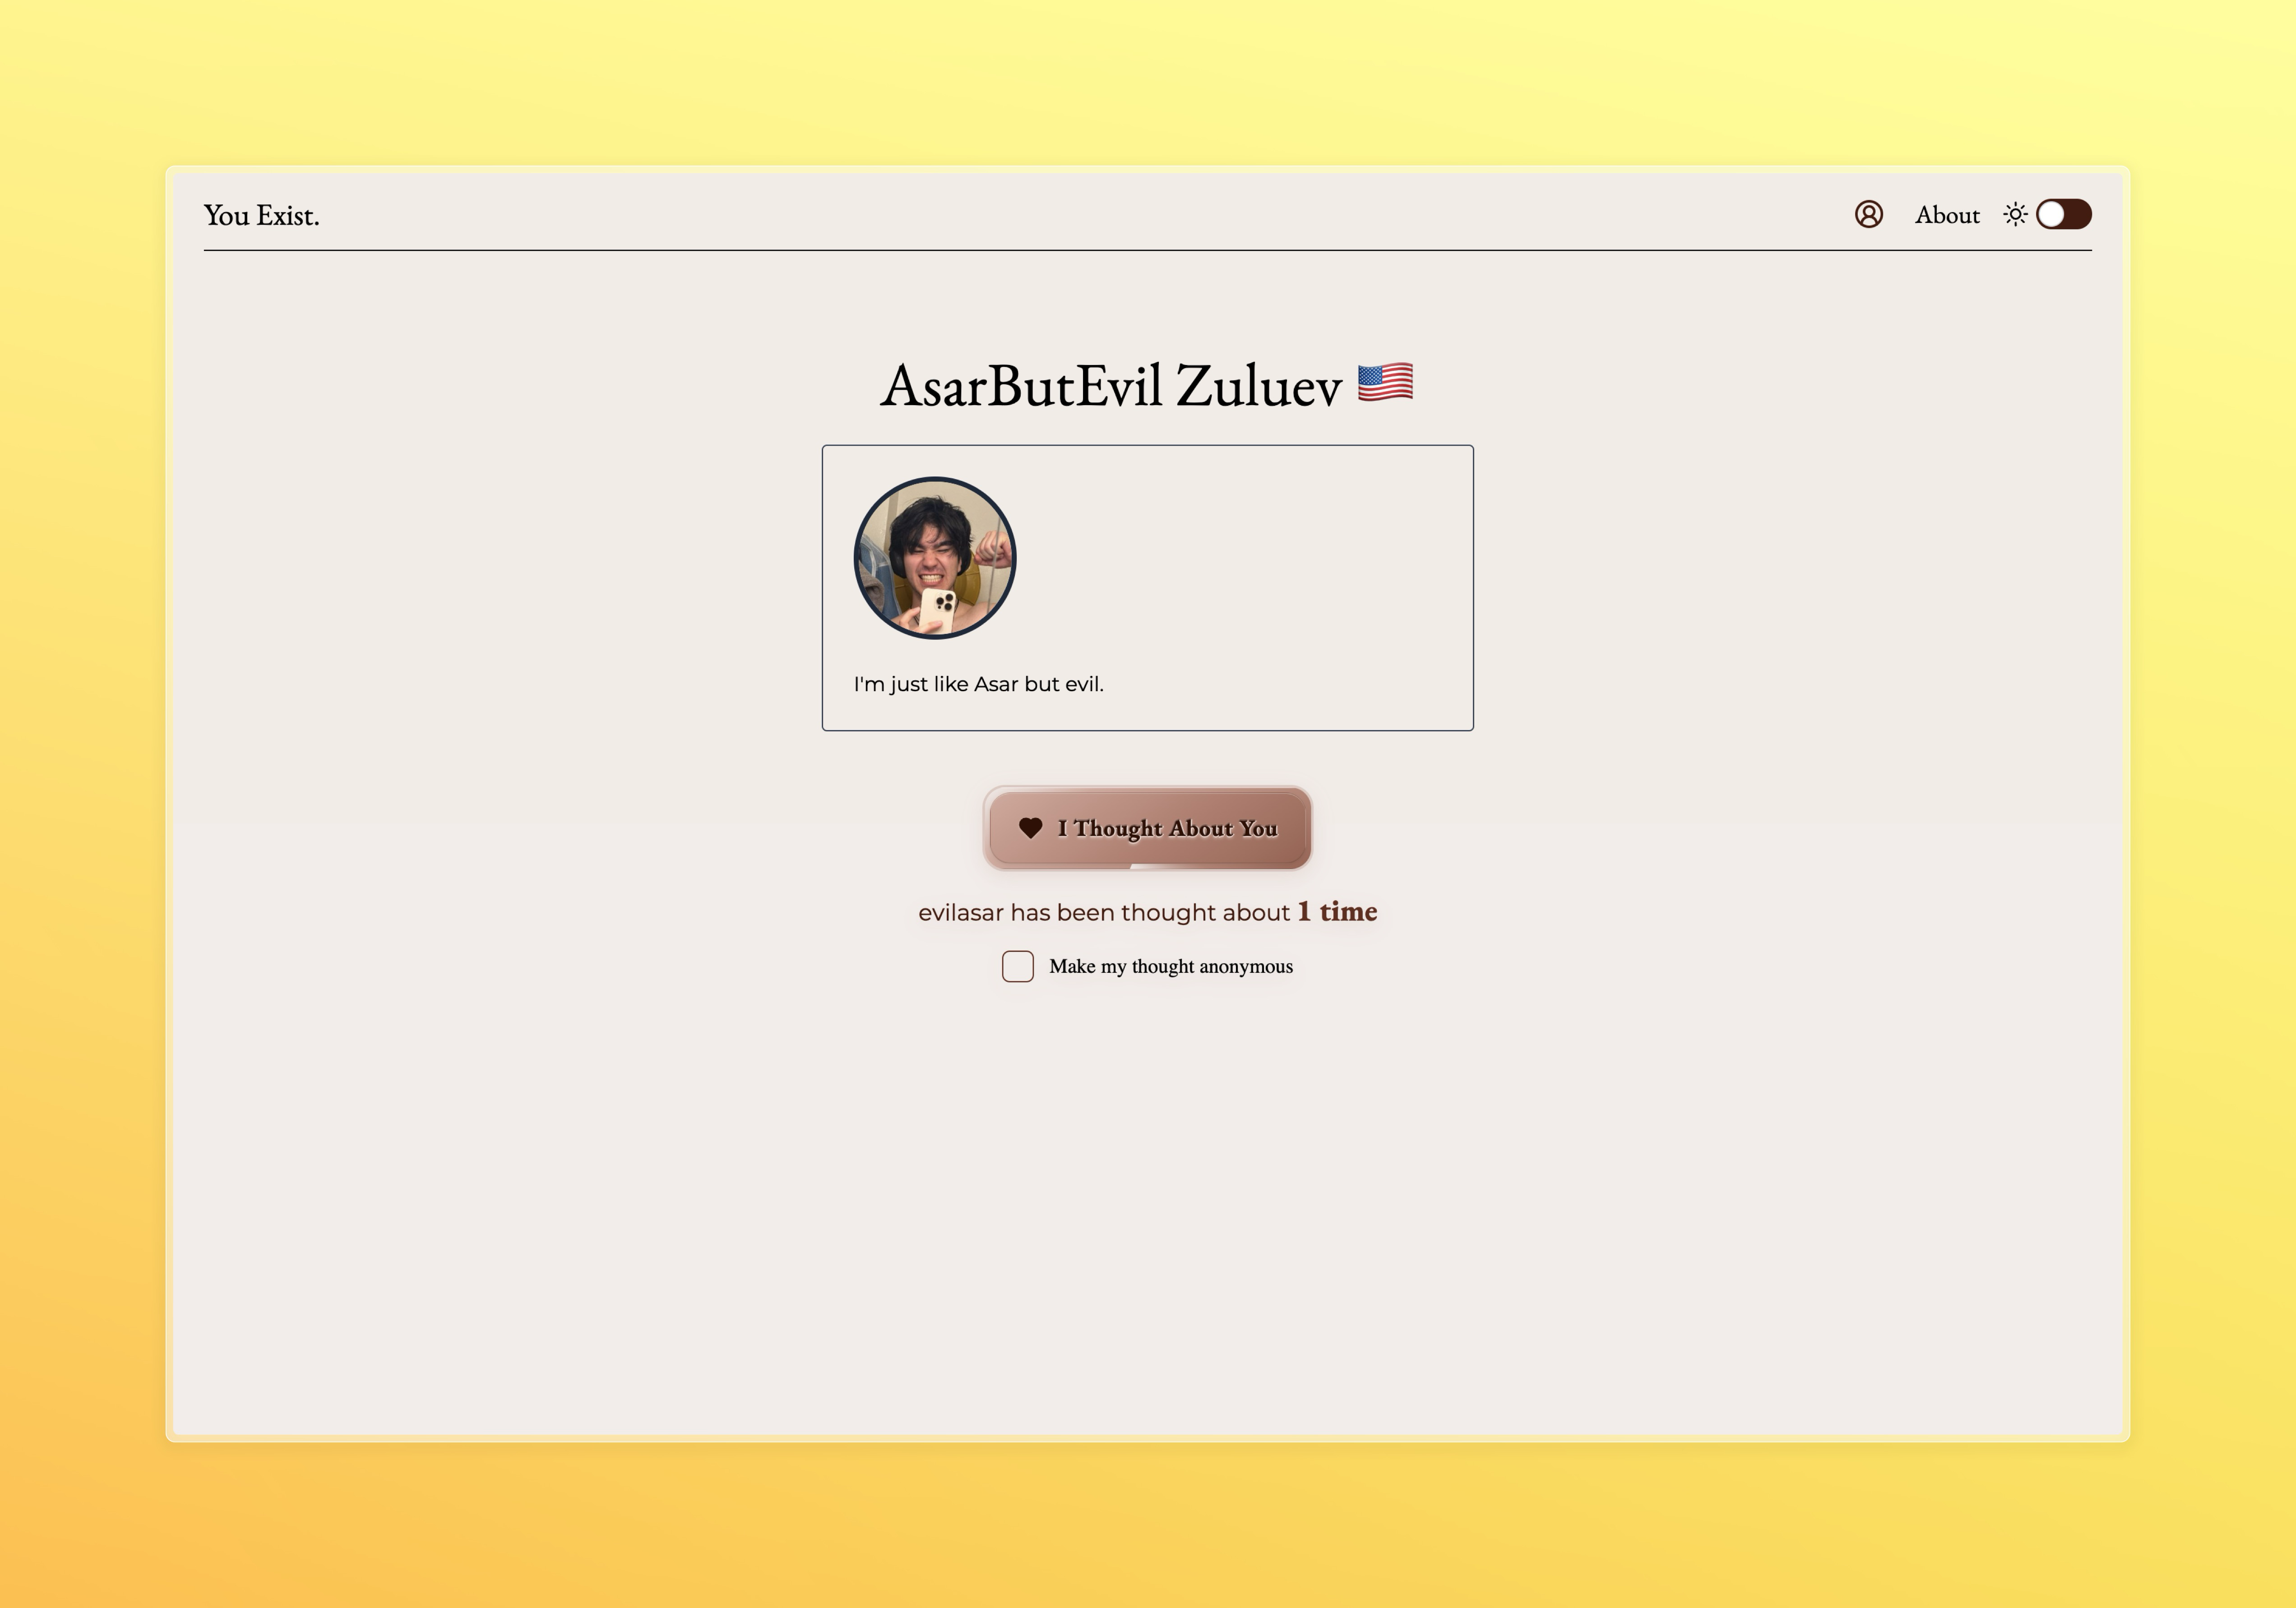 You Exist.
About
AsarButEvil Zuluev 🇺🇸
I'm just like Asar but evil.
I Thought About You
evilasar has been thought about 1 time
Make my thought anonymous